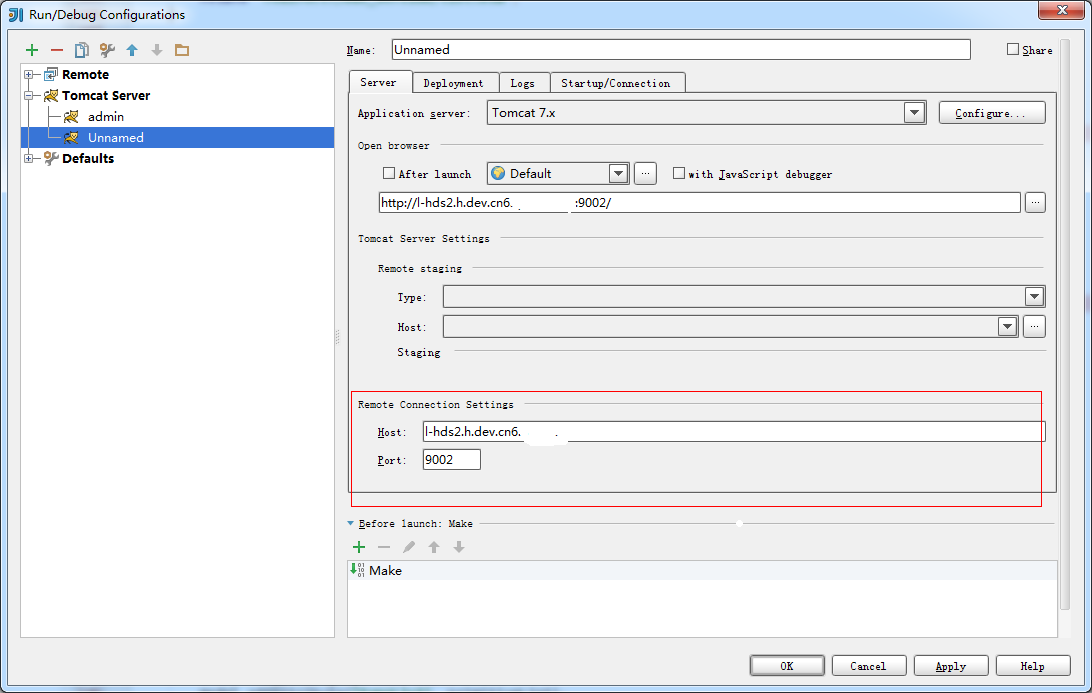 Run/Debug Configurations
Name: Unnamed
Share
Remote
Tomcat Server
admin
Unnamed
Defaults
Server Deployment Logs Startup/Connection
Application server: Tomcat 7.x Configure...
Open browser
After launch Default ... with JavaScript debugger
http://l-hds2.h.dev.cn6. :9002/ ...
Tomcat Server Settings
Remote staging
Type:
Host: ...
Staging
Remote Connection Settings
Host: l-hds2.h.dev.cn6. .
Port: 9002
Before launch: Make
Make
OK Cancel Apply Help